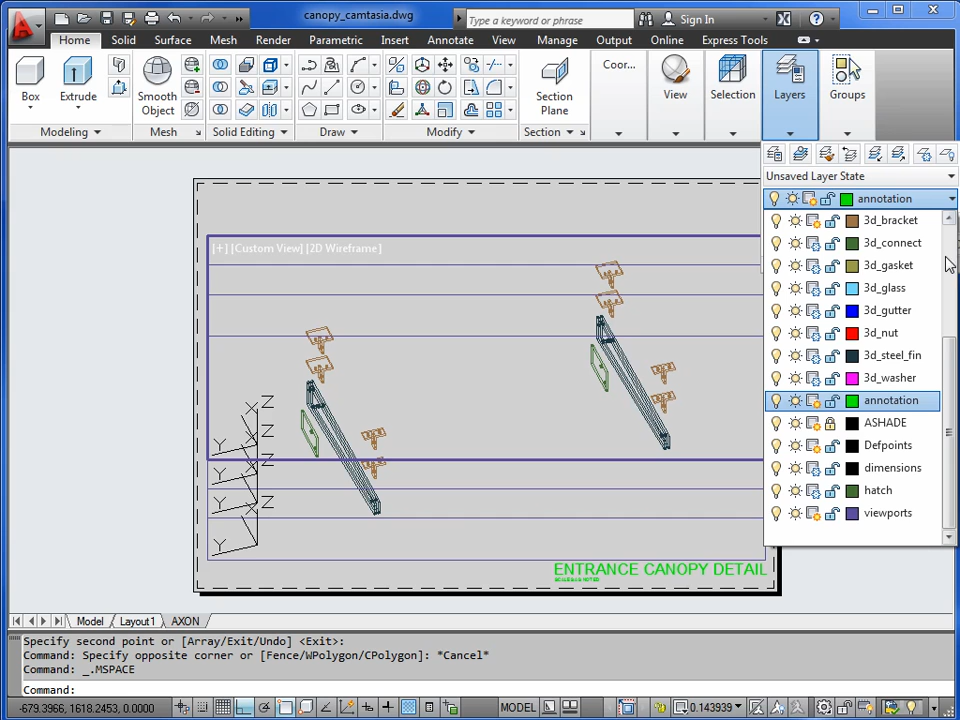 canopy_camtasia.dwg
Type a keyword or phrase
Sign In
Home Solid Surface Mesh Render Parametric Insert Annotate View Manage Output Online Express Tools
Box
Extrude
Smooth
Object
Section
Plane
Coor...
View
Selection
Layers
Groups
Modeling
Mesh
Solid Editing
Draw
Modify
Section
Unsaved Layer State
annotation
3d_bracket
3d_connect
3d_gasket
3d_glass
3d_gutter
3d_nut
3d_steel_fin
3d_washer
annotation
ASHADE
Defpoints
dimensions
hatch
viewports
[+] [Custom View] [2D Wireframe]
X Z
Y X Z
Y X Z
Y X Z
Y
ENTRANCE CANOPY DETAIL
Model Layout1 AXON
Specify second point or [Array/Exit/Undo] <Exit>:
Command: Specify opposite corner or [Fence/WPolygon/CPolygon]: *Cancel*
Command: _.MSPACE
Command:
-679.3966, 1618.2453, 0.0000
MODEL
0.143939